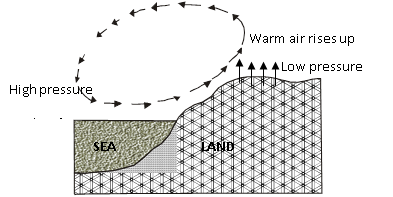 Warm air rises up
Low pressure
High pressure
SEA
LAND